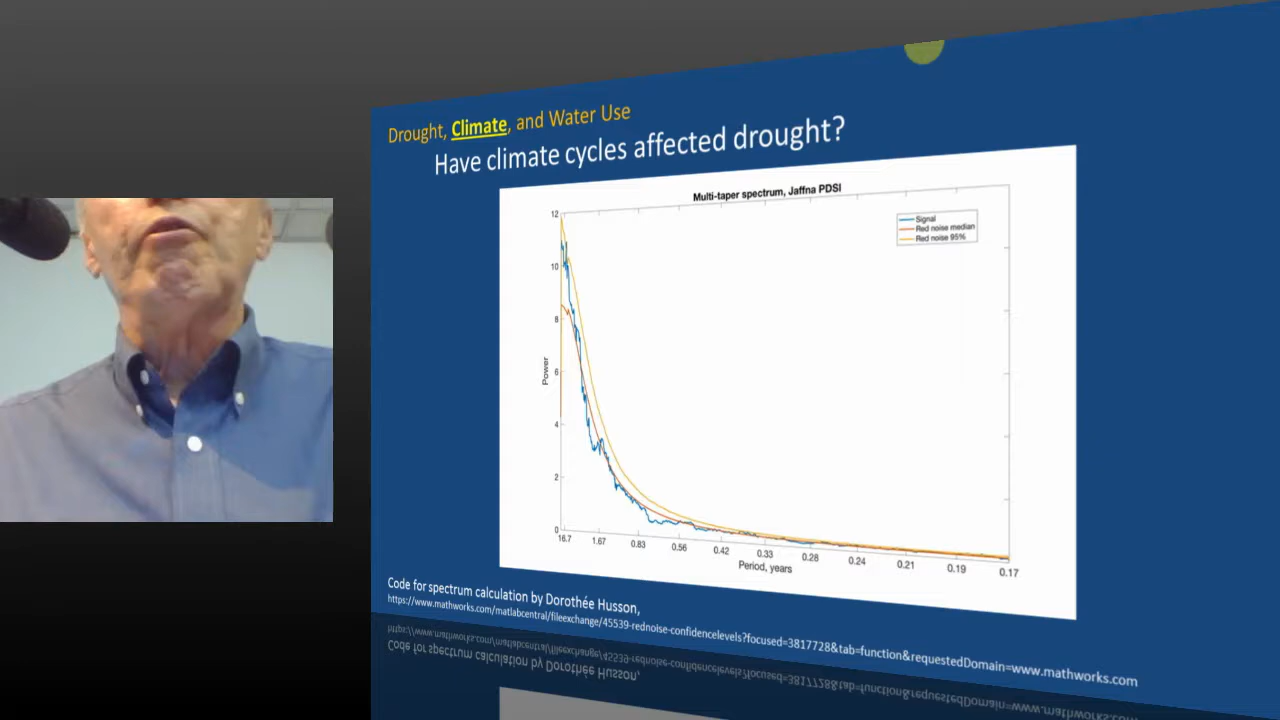 Drought, Climate, and Water Use
Have climate cycles affected drought?
Multi-taper spectrum, Jaffna PDSI
Signal
Red noise median
Red noise 95%
12
10
8
6
4
2
0
Power
16.7 1.67 0.83 0.56 0.42 0.33 0.28 0.24 0.21 0.19 0.17
Period, years
Code for spectrum calculation by Dorothée Husson,
https://www.mathworks.com/matlabcentral/fileexchange/45539-rednoise-confidencelevels?focused=3817728&tab=function&requestedDomain=www.mathworks.com